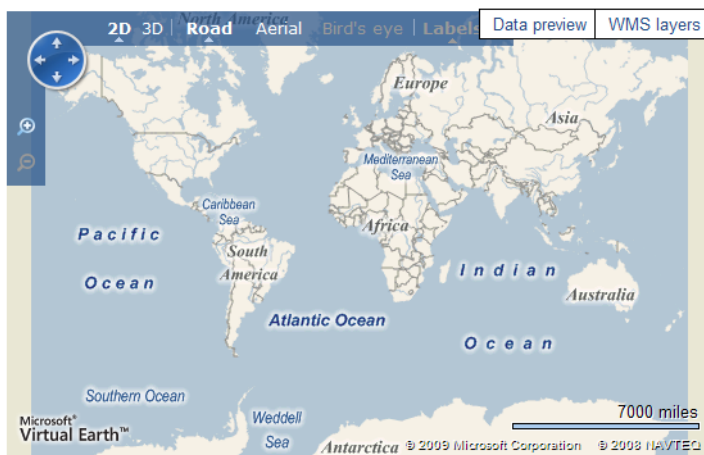 North America
2D 3D Road Aerial Bird's eye Labels
Data preview WMS layers
Europe
Asia
Mediterranean
Sea
Caribbean
Sea
Africa
Pacific
Ocean
South
America
Indian
Ocean
Australia
Atlantic Ocean
Southern Ocean
Weddell
Sea
7000 miles
Microsoft®
Virtual Earth™
Antarctica © 2009 Microsoft Corporation © 2008 NAVTEQ